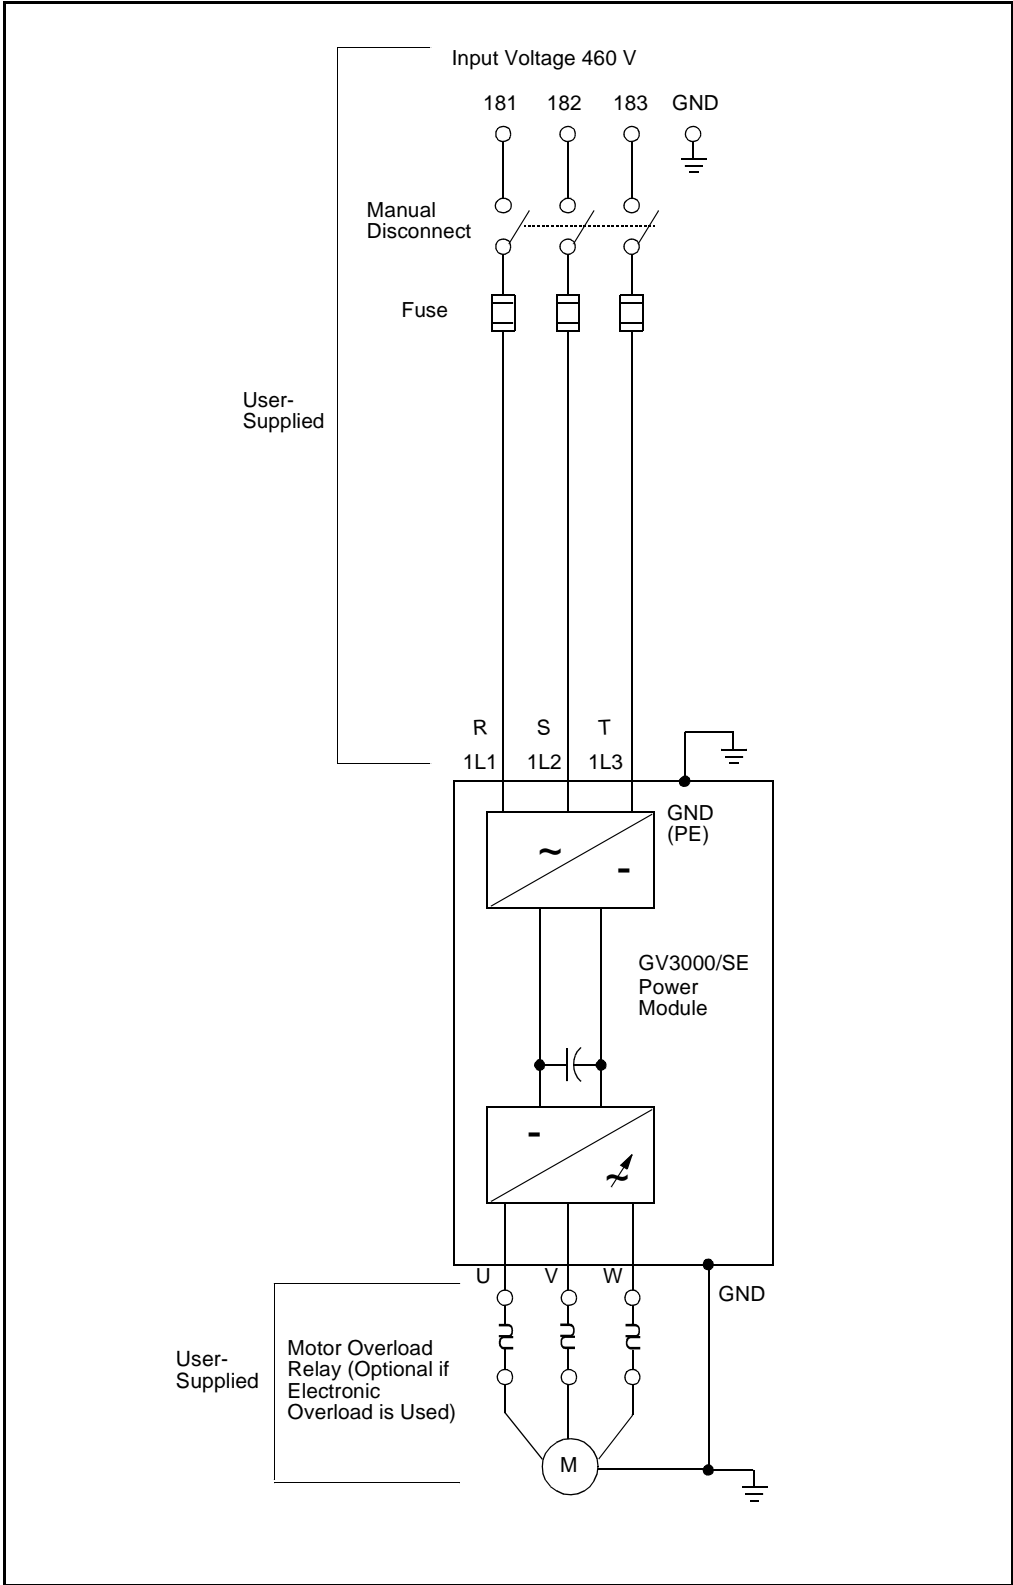 Input Voltage 460 V
181 182 183 GND
Manual
Disconnect
Fuse
User-
Supplied
R S T
1L1 1L2 1L3
GND
(PE)
~
-
GV3000/SE
Power
Module
-
~
U V W
GND
User-
Supplied
Motor Overload
Relay (Optional if
Electronic
Overload is Used)
M